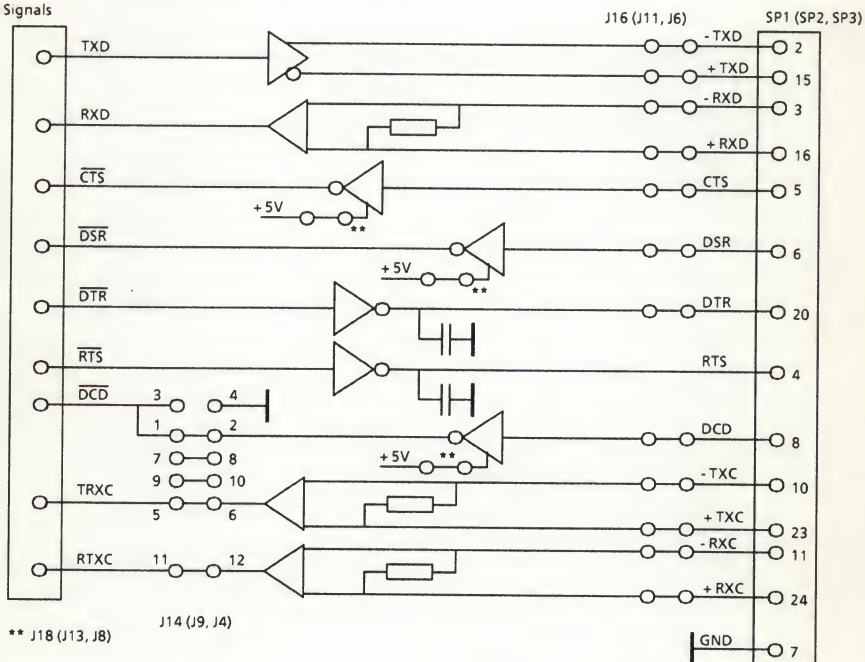 Signals
J16 (J11, J6)
SP1 (SP2, SP3)
TXD
- TXD
2
+ TXD
15
RXD
- RXD
3
+ RXD
16
CTS
+ 5V
**
CTS
5
DSR
+ 5V
**
DSR
6
DTR
DTR
20
RTS
RTS
4
DCD
3
4
1
2
+ 5V
**
DCD
8
7
8
9
10
TRXC
5
6
- TXC
10
+ TXC
23
RTXC
11
12
- RXC
11
+ RXC
24
J14 (J9, J4)
** J18 (J13, J8)
GND
7